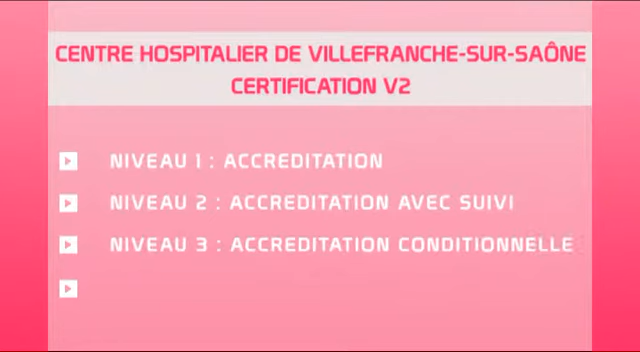 CENTRE HOSPITALIER DE VILLEFRANCHE-SUR-SAÔNE
CERTIFICATION V2
NIVEAU 1 : ACCREDITATION
NIVEAU 2 : ACCREDITATION AVEC SUIVI
NIVEAU 3 : ACCREDITATION CONDITIONNELLE